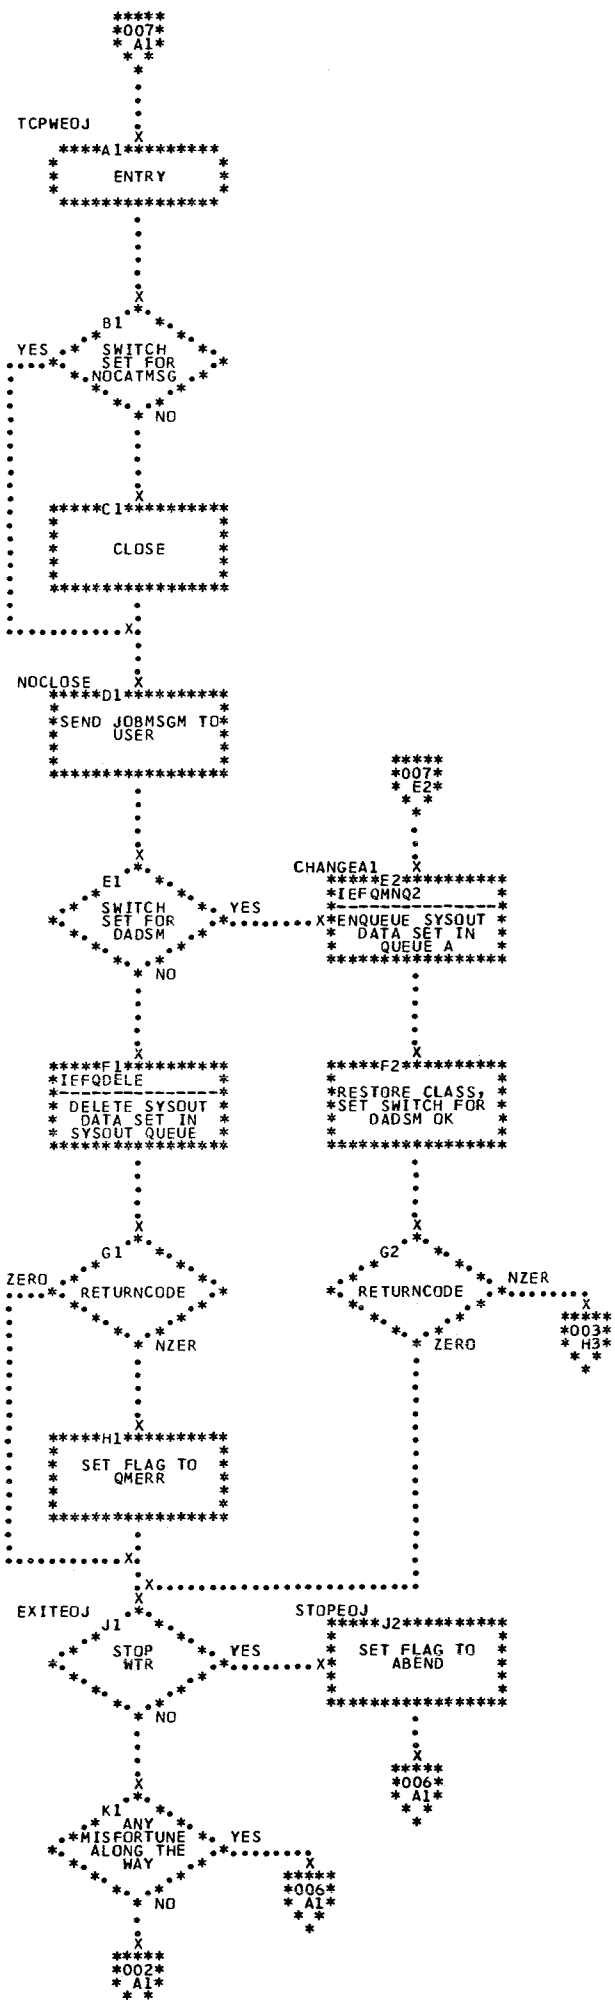 *007*
* A1*
TCPWEOJ
****A1*********
ENTRY
B1
YES
SWITCH
SET FOR
NOCATMSG
NO
*****C1**********
CLOSE
NOCLOSE
*****D1**********
*SEND JOBMSGM TO*
USER
*007*
* E2*
CHANGEA1
*****E2**********
*IEFQMNQ2
*ENQUEUE SYSOUT
DATA SET IN
QUEUE A
E1
SWITCH
SET FOR
DADSM
YES
NO
*****F1**********
*IEFQDELE
DELETE SYSOUT
DATA SET IN
SYSOUT QUEUE
*****F2**********
*RESTORE CLASS,
SET SWITCH FOR
DADSM OK
G1
ZERO
RETURNCODE
NZER
G2
RETURNCODE
NZER
ZERO
*003*
* H3*
*****H1**********
SET FLAG TO
QMERR
EXITEOJ
J1
STOP
WTR
YES
NO
STOPEOJ
*****J2**********
SET FLAG TO
ABEND
*006*
* A1*
K1
ANY
MISFORTUNE
ALONG THE
WAY
YES
NO
*006*
* A1*
*002*
* A1*